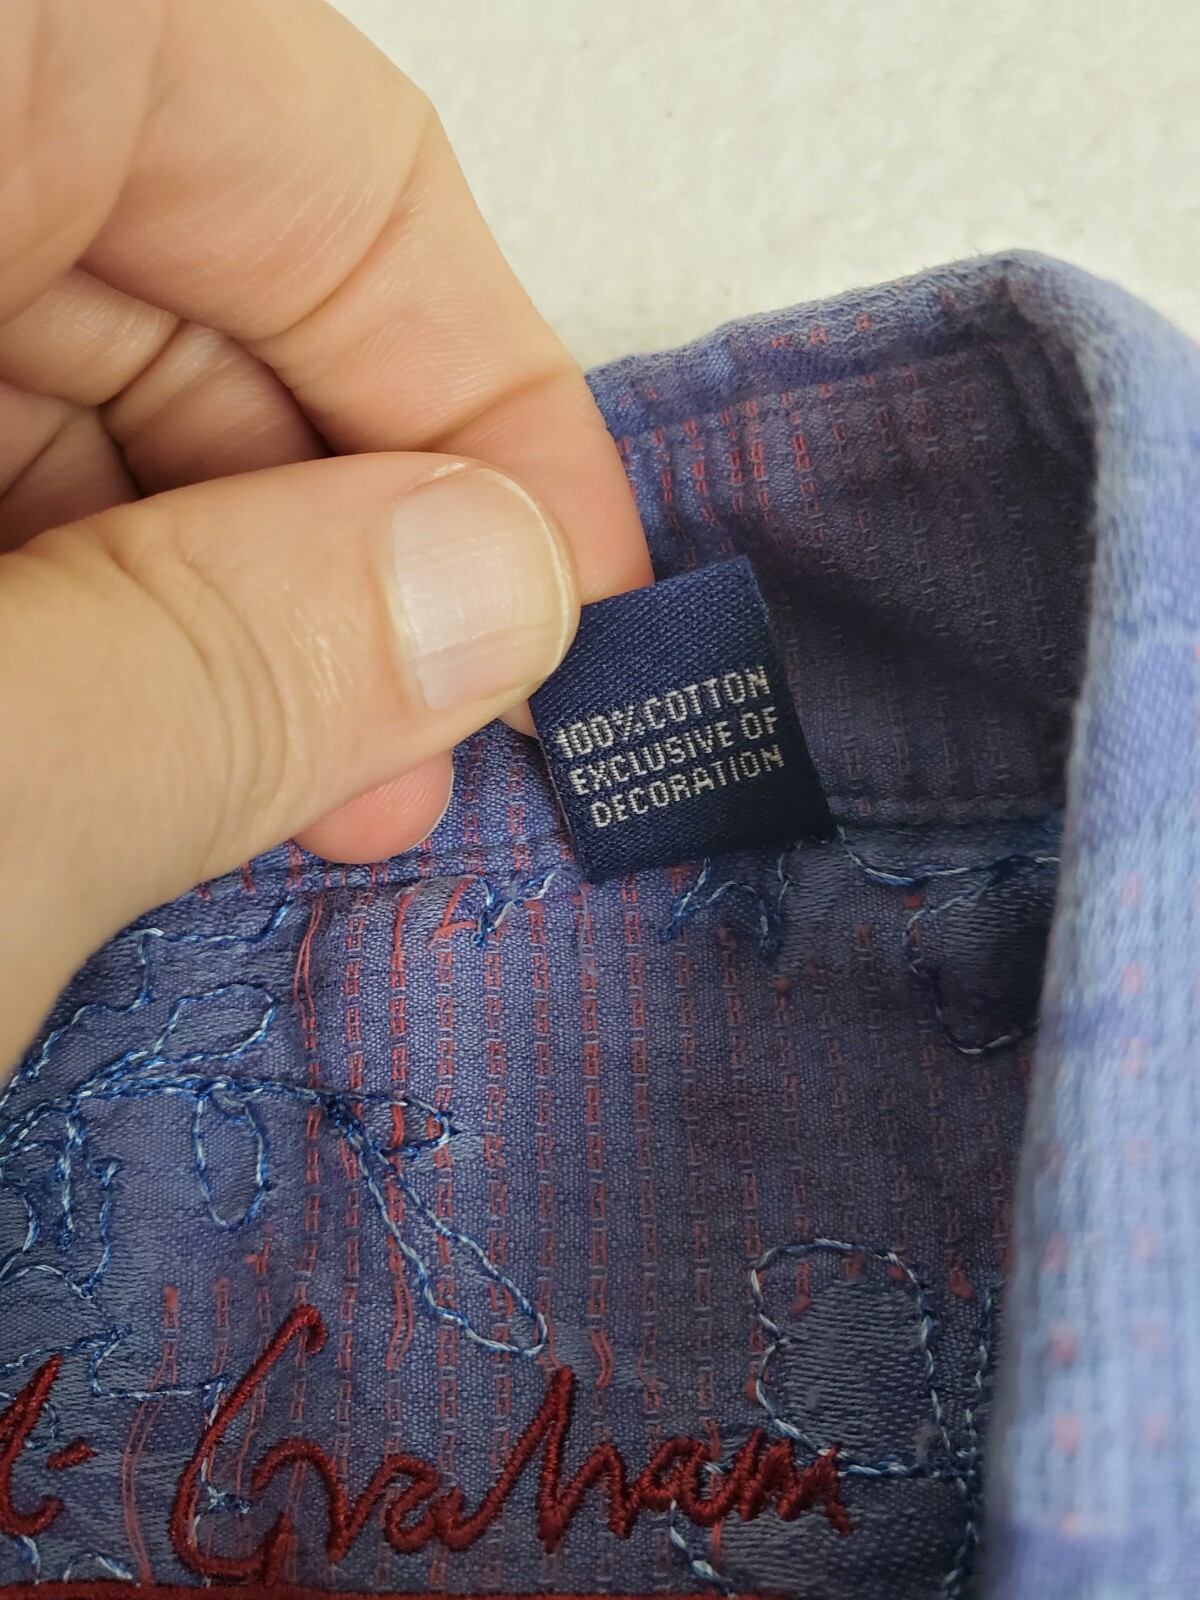 100% COTTON
EXCLUSIVE OF
DECORATION
t Graham